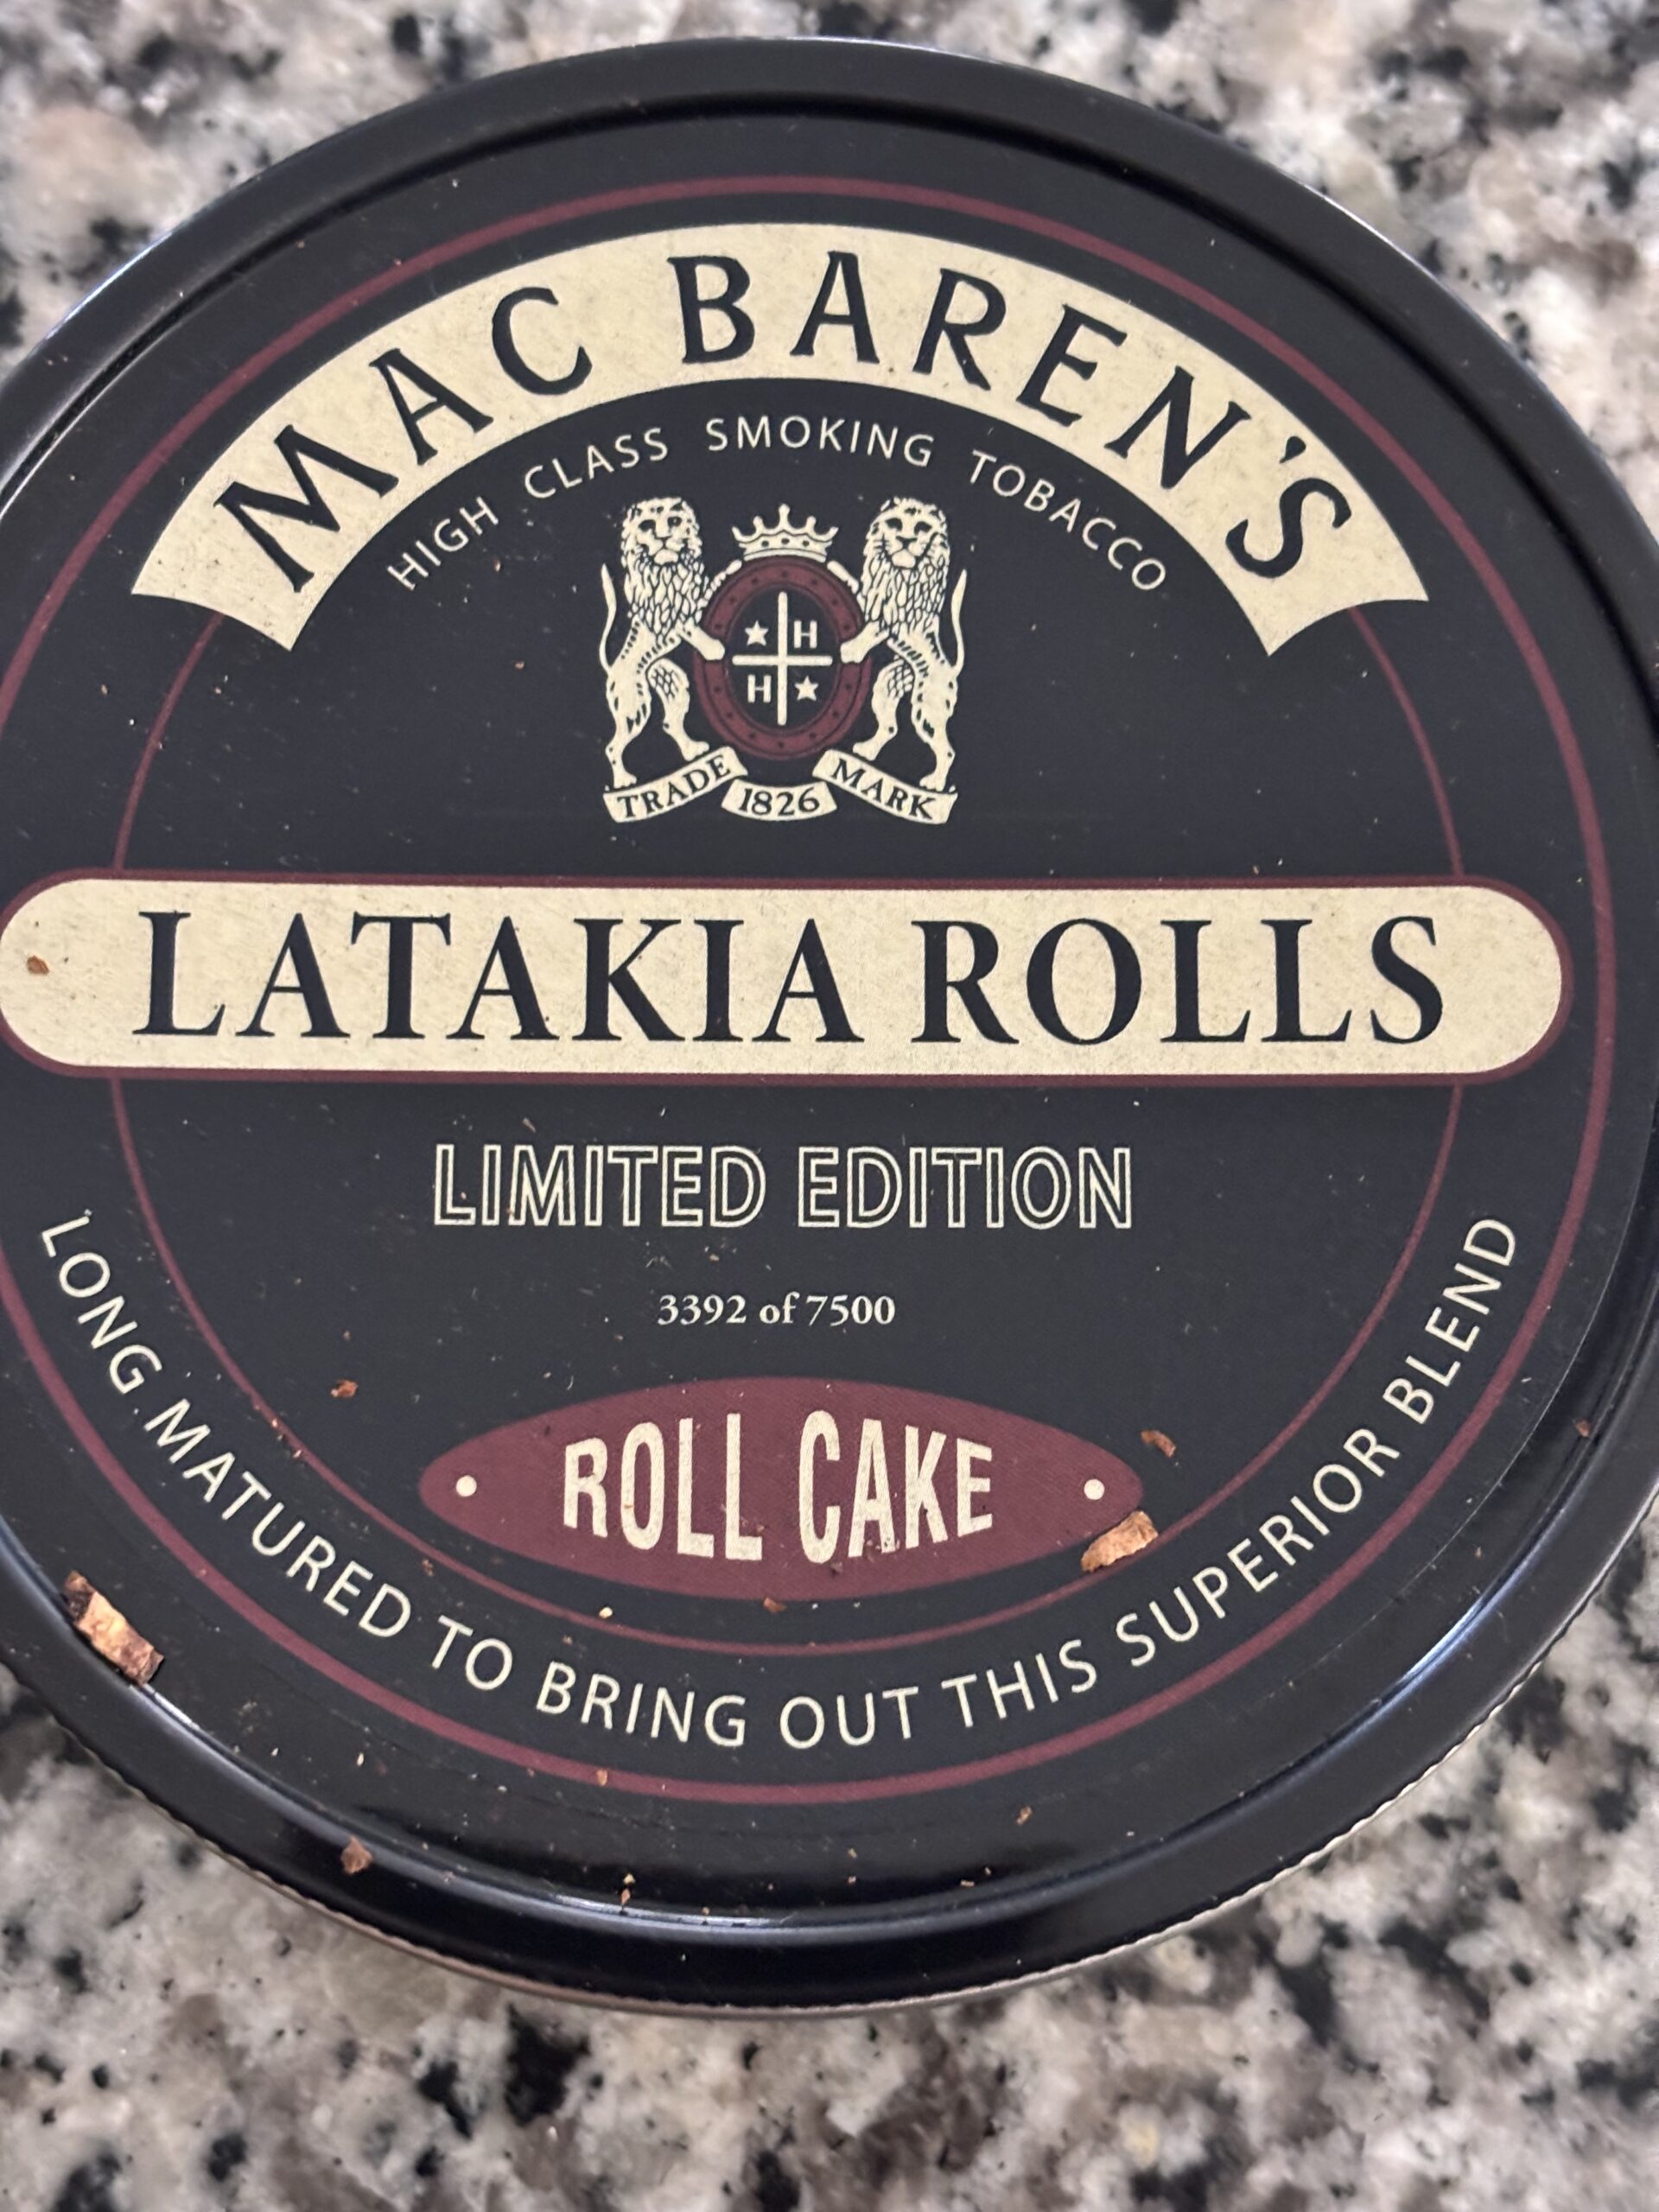 MAC BAREN'S
HIGH CLASS SMOKING TOBACCO
H
H
TRADE 1826 MARK
LATAKIA ROLLS
LIMITED EDITION
3392 of 7500
ROLL CAKE
LONG MATURED TO BRING OUT THIS SUPERIOR BLEND